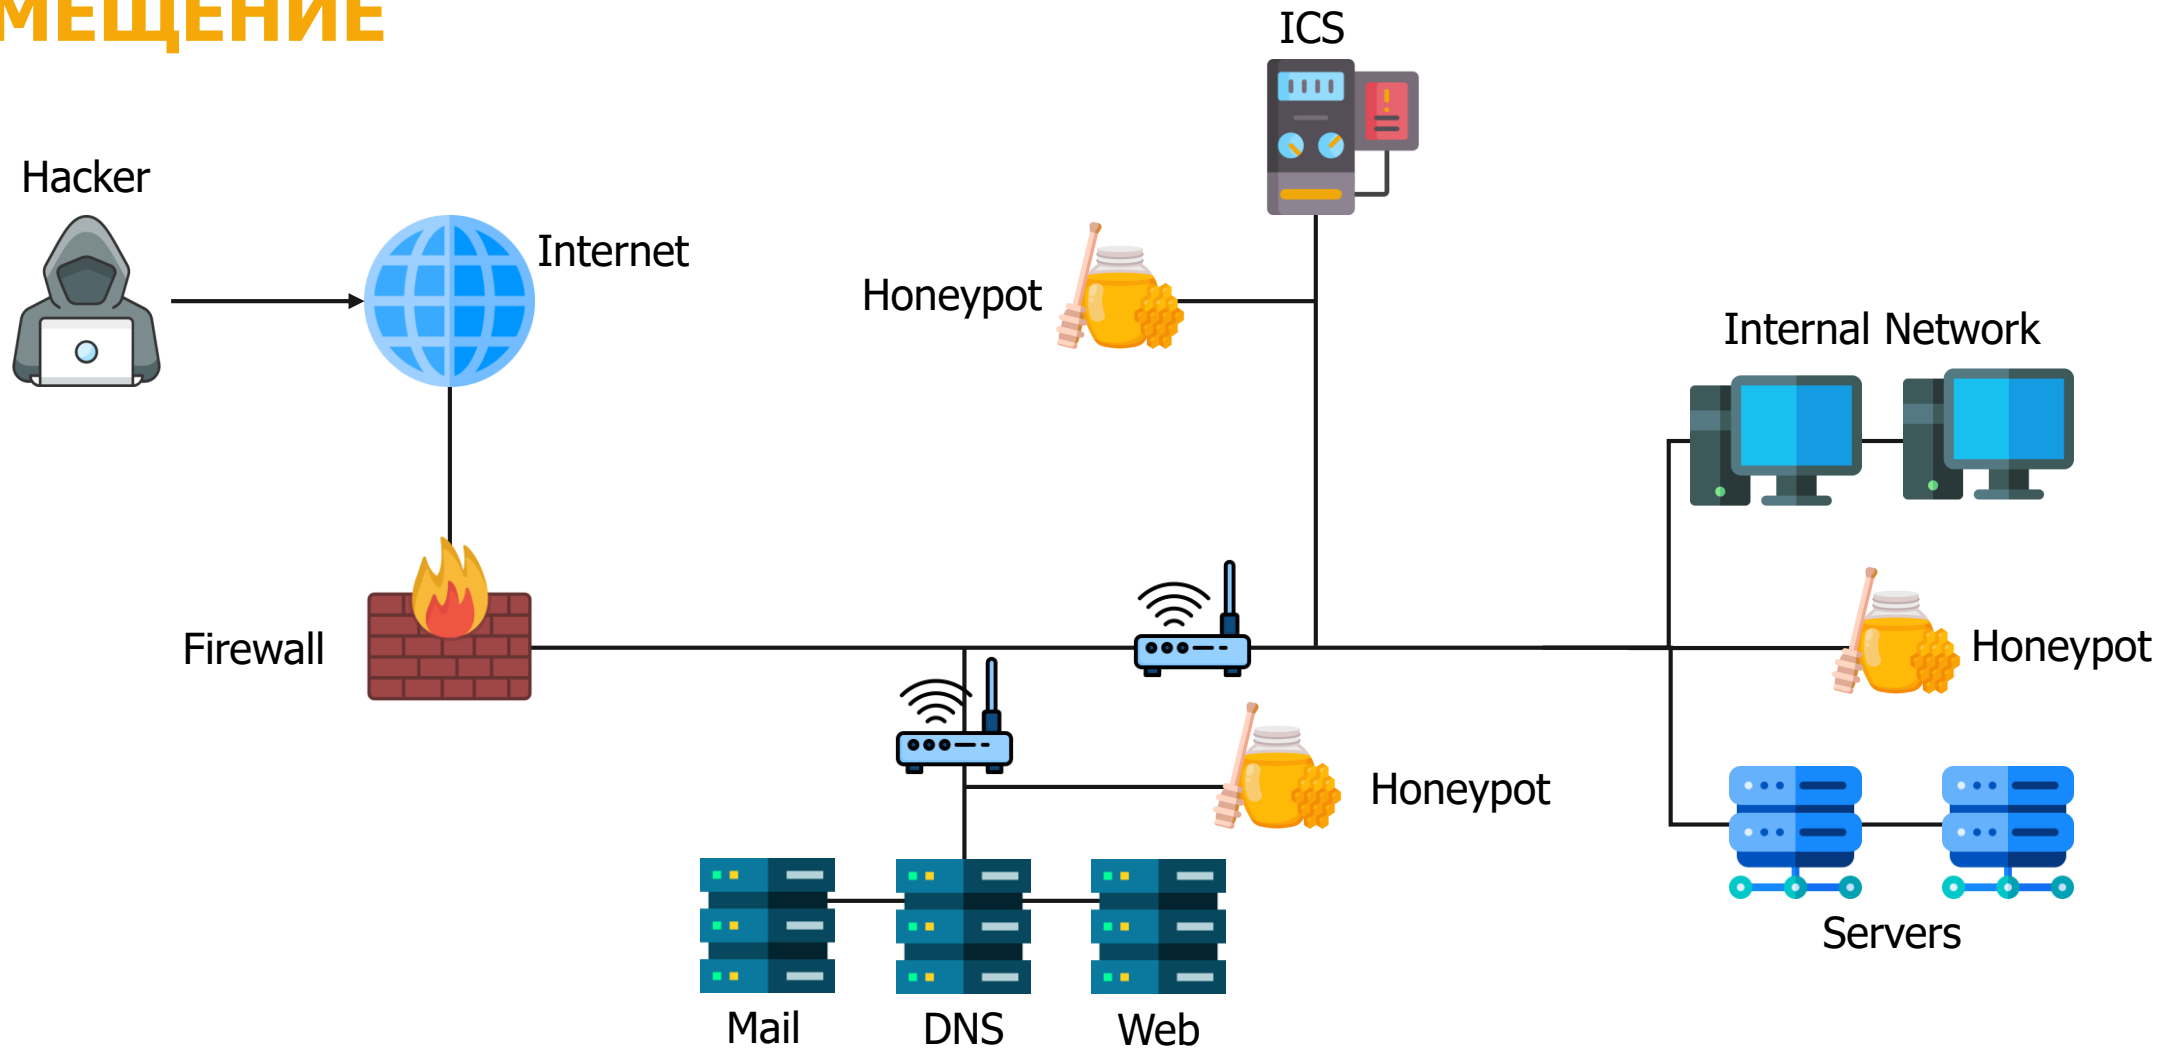 МЕЩЕНИЕ
ICS
Hacker
Internet
Honeypot
Internal Network
Firewall
Honeypot
Honeypot
Servers
Mail
DNS
Web